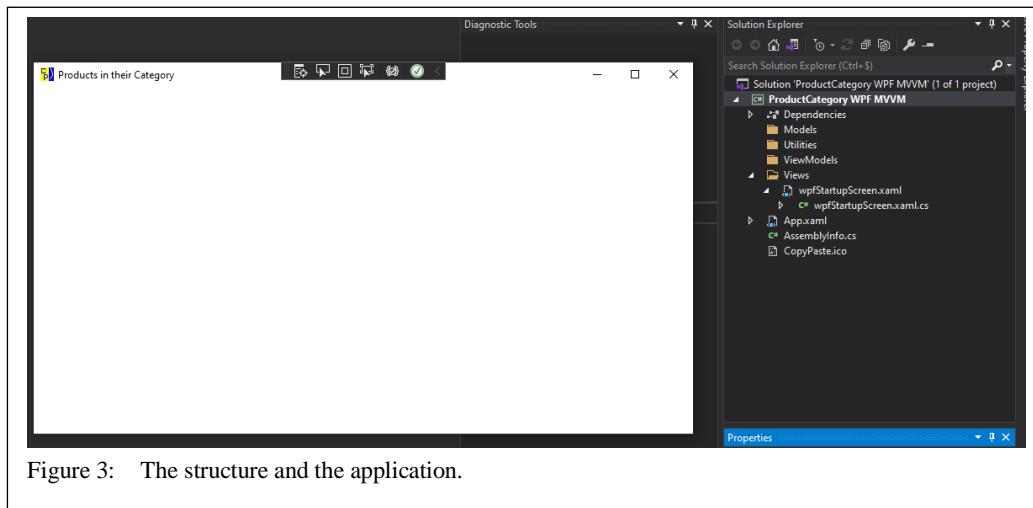 Diagnostic Tools
Solution Explorer
Search Solution Explorer (Ctrl+$)
Products in their Category
Solution 'ProductCategory WPF MVVM' (1 of 1 project)
C# ProductCategory WPF MVVM
Dependencies
Models
Utilities
ViewModels
Views
wpfStartupScreen.xaml
C# wpfStartupScreen.xaml.cs
App.xaml
C# AssemblyInfo.cs
CopyPaste.ico
Properties
Figure 3: The structure and the application.